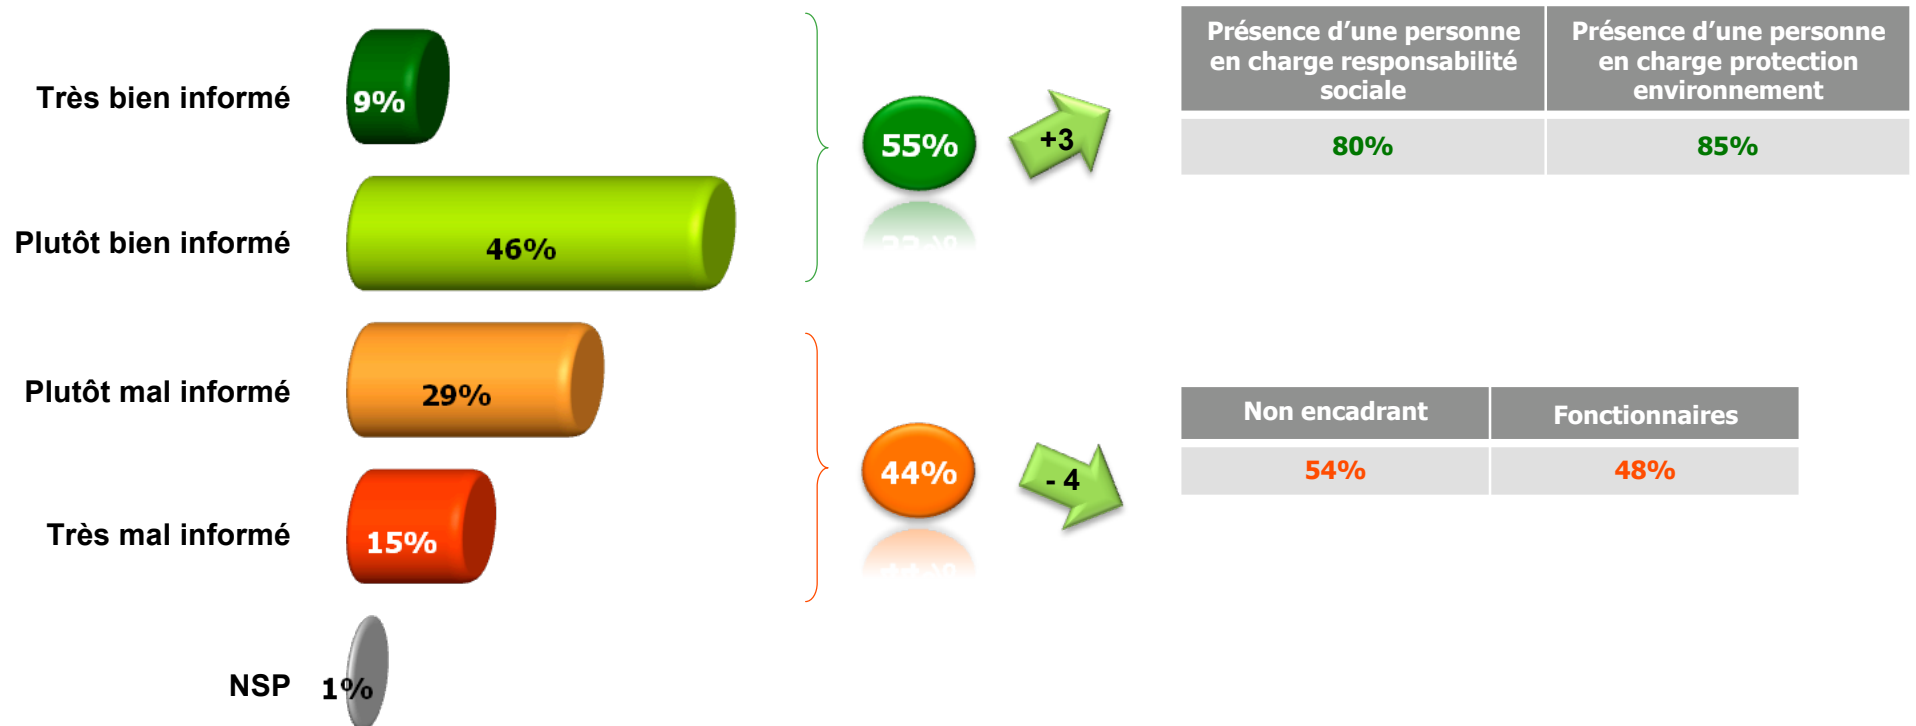 Très bien informé
9%
Plutôt bien informé
46%
Plutôt mal informé
29%
Très mal informé
15%
NSP
1%
55%
+3
44%
- 4
Présence d’une personne
en charge responsabilité
sociale
Présence d’une personne
en charge protection
environnement
80%
85%
Non encadrant
Fonctionnaires
54%
48%